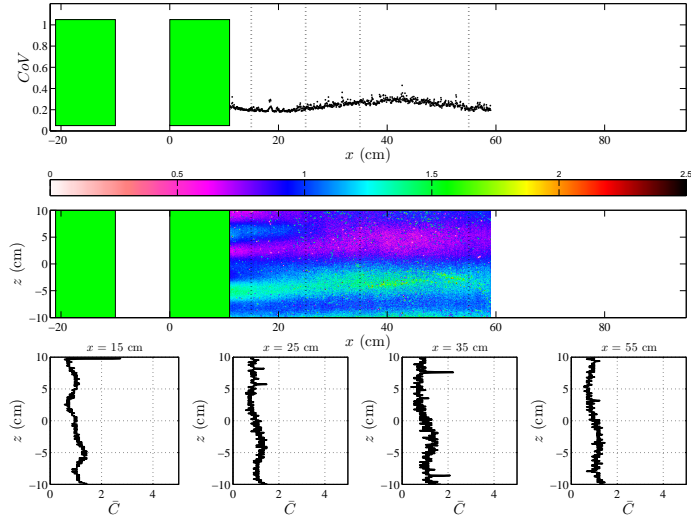 CoV
1
0.8
0.6
0.4
0.2
0
−20 0 20 40 60 80
x (cm)
0 0.5 1 1.5 2 2.5
z (cm)
10
5
0
−5
−10
−20 0 20 40 60 80
x (cm)
x = 15 cm x = 25 cm x = 35 cm x = 55 cm
z (cm) z (cm) z (cm) z (cm)
10 10 10 10
5 5 5 5
0 0 0 0
−5 −5 −5 −5
−10 −10 −10 −10
0 2 4 0 2 4 0 2 4 0 2 4
C̄ C̄ C̄ C̄